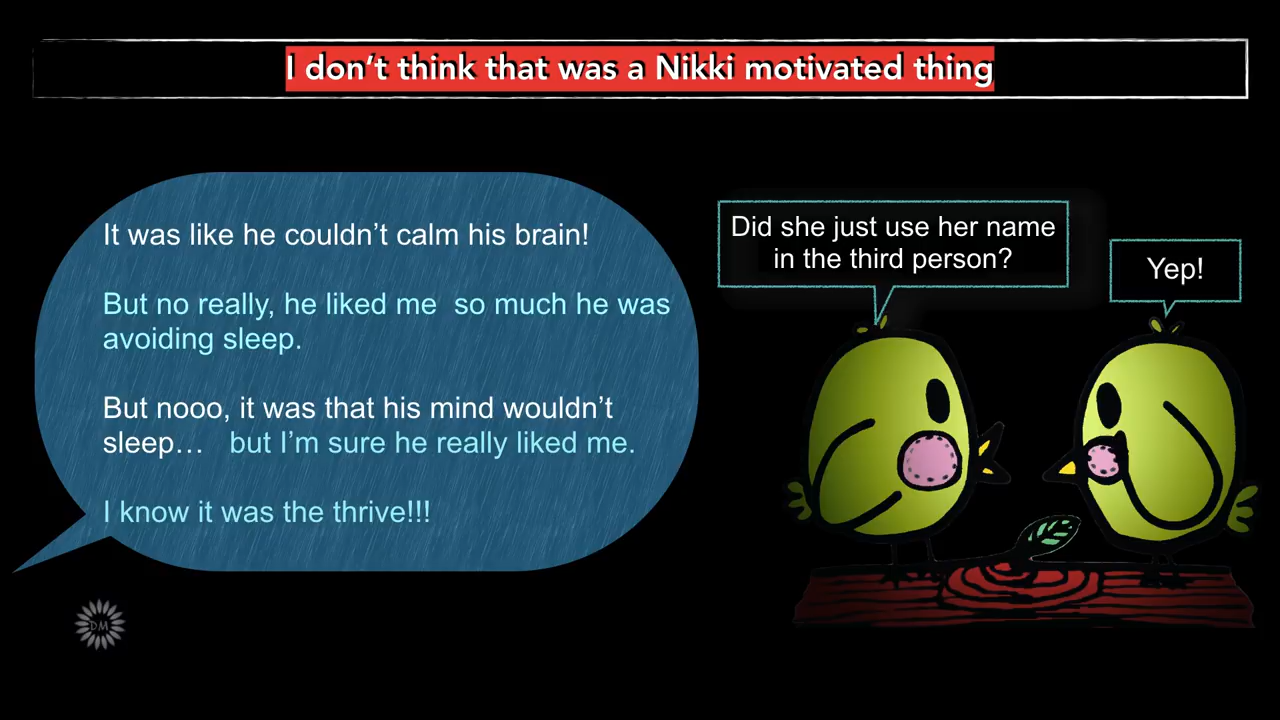 I don’t think that was a Nikki motivated thing
It was like he couldn’t calm his brain!
But no really, he liked me  so much he was
avoiding sleep.
But nooo, it was that his mind wouldn’t
sleep…   but I’m sure he really liked me.
I know it was the thrive!!!
Did she just use her name
in the third person?
Yep!
DM